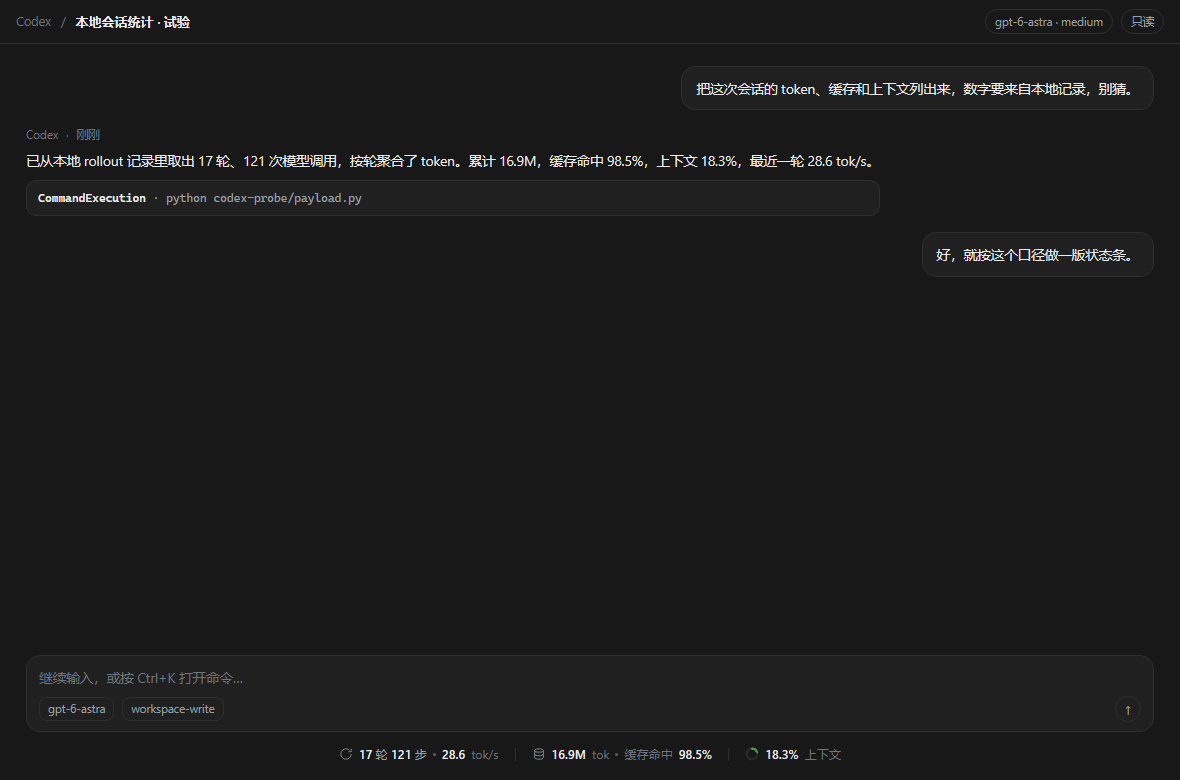 Codex / 本地会话统计 · 试验
gpt-6-astra · medium 只读
把这次会话的 token、缓存和上下文列出来，数字要来自本地记录，别猜。
Codex · 刚刚
已从本地 rollout 记录里取出 17 轮、121 次模型调用，按轮聚合了 token。累计 16.9M，缓存命中 98.5%，上下文 18.3%，最近一轮 28.6 tok/s。
CommandExecution · python codex-probe/payload.py
好，就按这个口径做一版状态条。
继续输入，或按 Ctrl+K 打开命令...
gpt-6-astra workspace-write ↑
17 轮 121 步 • 28.6 tok/s 16.9M tok • 缓存命中 98.5% 18.3% 上下文